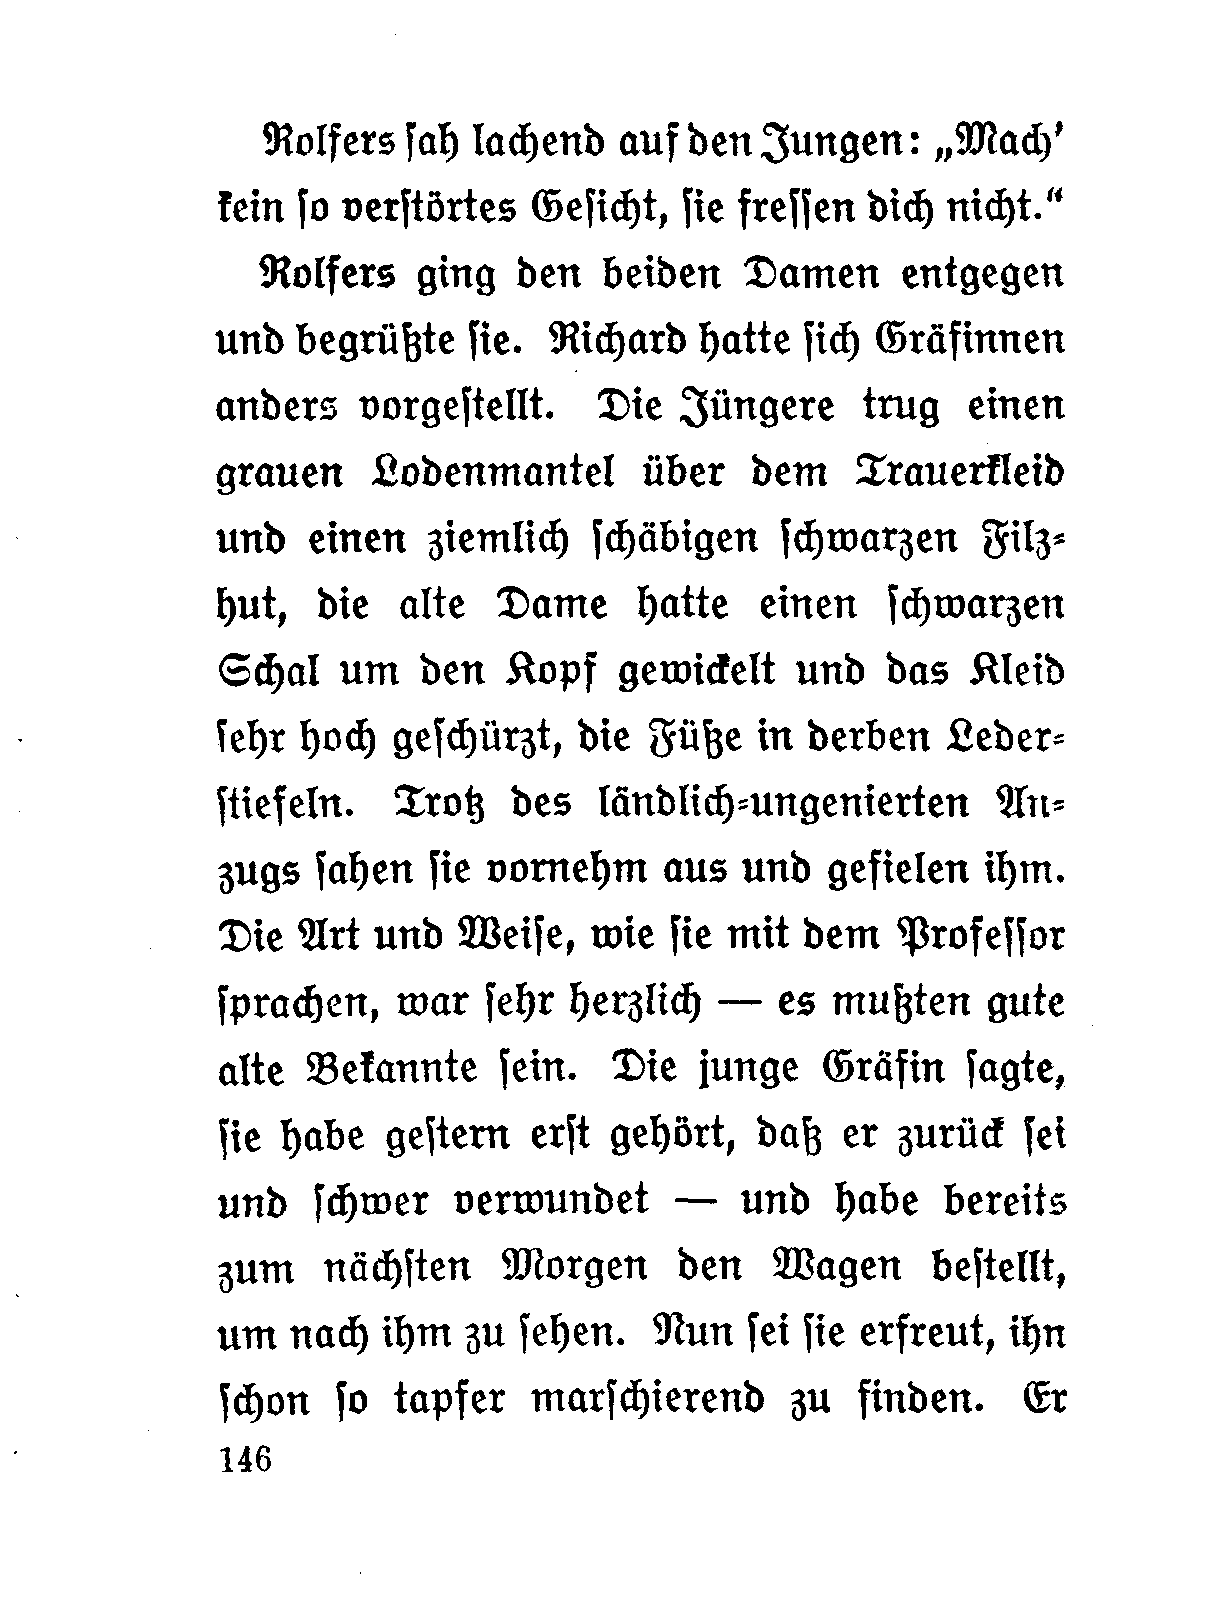 Rolfers ſah lachend auf den Jungen: „Mach’
kein ſo verſtörtes Geſicht, ſie freſſen dich nicht.“
Rolfers ging den beiden Damen entgegen
und begrüßte ſie. Richard hatte ſich Gräfinnen
anders vorgeſtellt. Die Jüngere trug einen
grauen Lodenmantel über dem Trauerkleid
und einen ziemlich ſchäbigen ſchwarzen Filz⸗
hut, die alte Dame hatte einen ſchwarzen
Schal um den Kopf gewickelt und das Kleid
ſehr hoch geſchürzt, die Füße in derben Leder⸗
ſtiefeln. Trotz des ländlich⸗ungenierten An⸗
zugs ſahen ſie vornehm aus und gefielen ihm.
Die Art und Weiſe, wie ſie mit dem Profeſſor
ſprachen, war ſehr herzlich — es mußten gute
alte Bekannte ſein. Die junge Gräfin ſagte,
ſie habe geſtern erſt gehört, daß er zurück ſei
und ſchwer verwundet — und habe bereits
zum nächſten Morgen den Wagen beſtellt,
um nach ihm zu ſehen. Nun ſei ſie erfreut, ihn
ſchon ſo tapfer marſchierend zu finden. Er
146